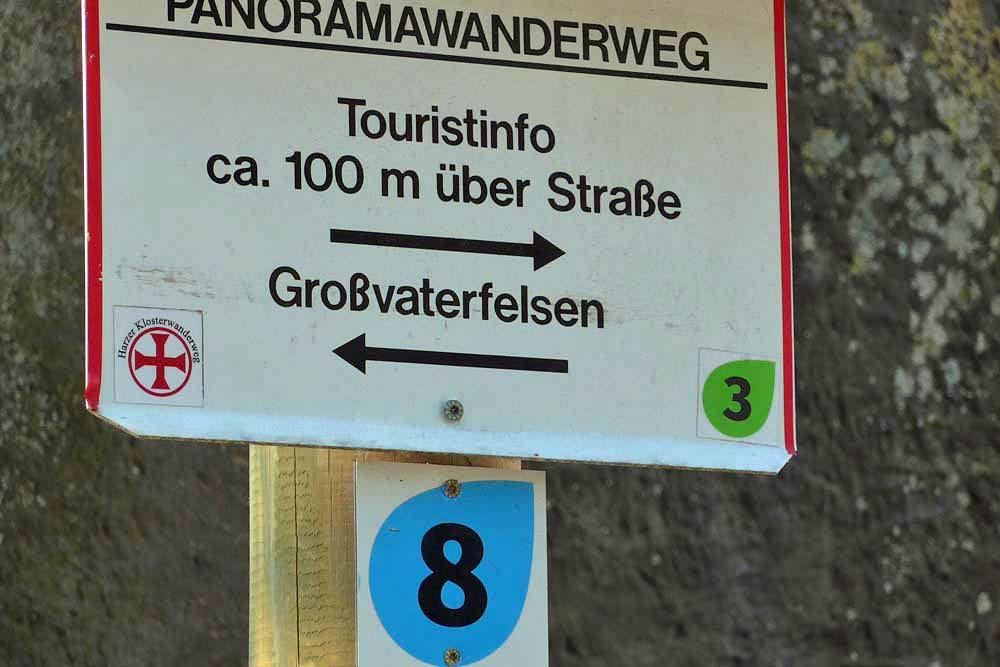 PANORAMAWANDERWEG
Touristinfo
ca. 100 m über Straße
Großvaterfelsen
Harzer Klosterwanderweg
3
8